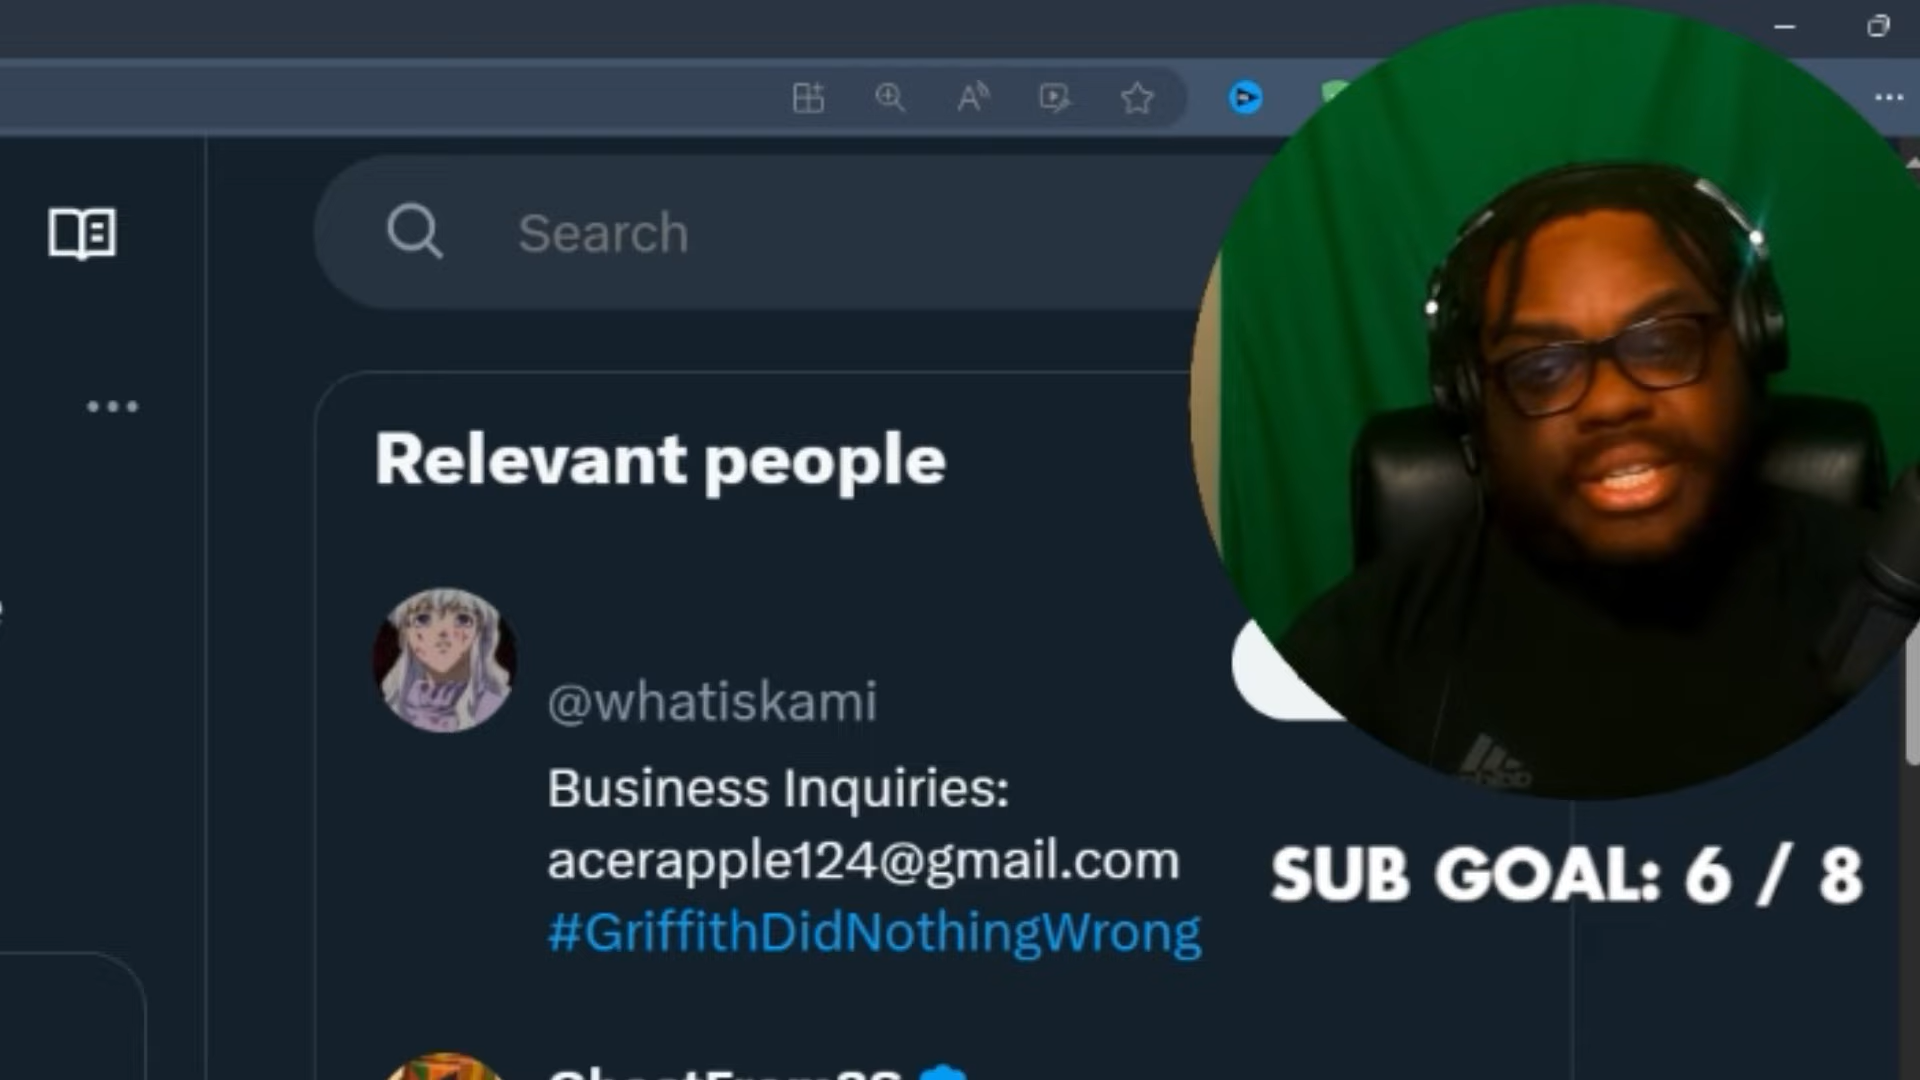 Search
Relevant people
@whatiskami
Business Inquiries:
acerapple124@gmail.com
#GriffithDidNothingWrong
SUB GOAL: 6 / 8